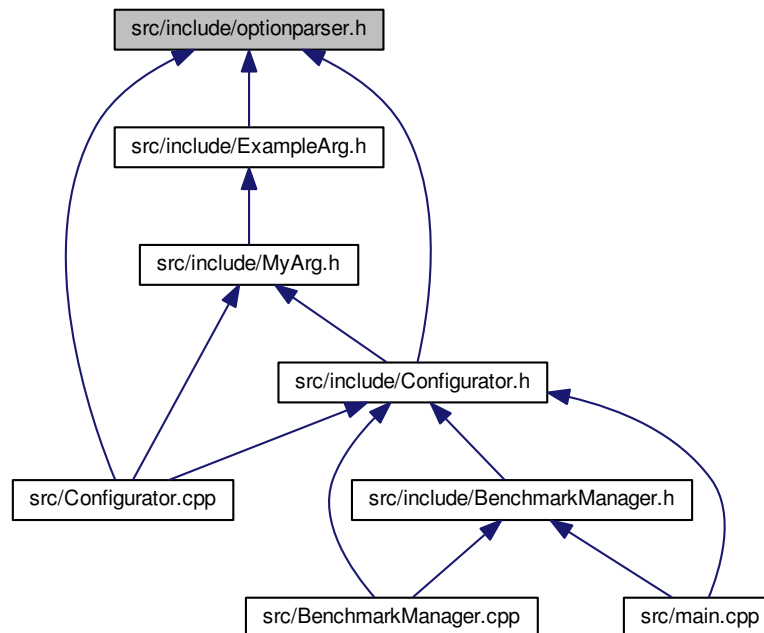 src/include/optionparser.h
src/include/ExampleArg.h
src/include/MyArg.h
src/include/Configurator.h
src/Configurator.cpp
src/include/BenchmarkManager.h
src/BenchmarkManager.cpp
src/main.cpp